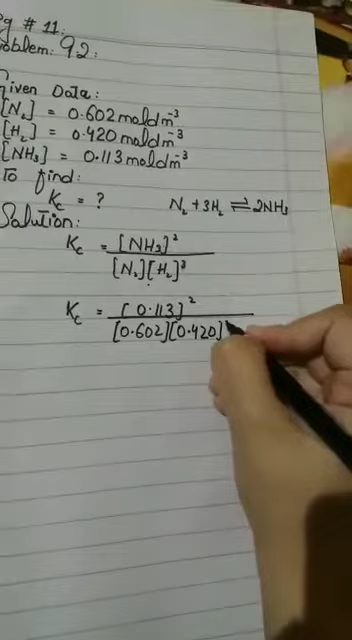 Pg # 11:
Problem: 9.2:
Given Data:
[N₂] = 0.602 moldm⁻³
[H₂] = 0.420 moldm⁻³
[NH₃] = 0.113 moldm⁻³
To find:
Kc = ? N₂ + 3H₂ ⇌ 2NH₃
Solution:
Kc = [NH₃]²
[N₂][H₂]³
Kc = [0.113]²
[0.602][0.420]